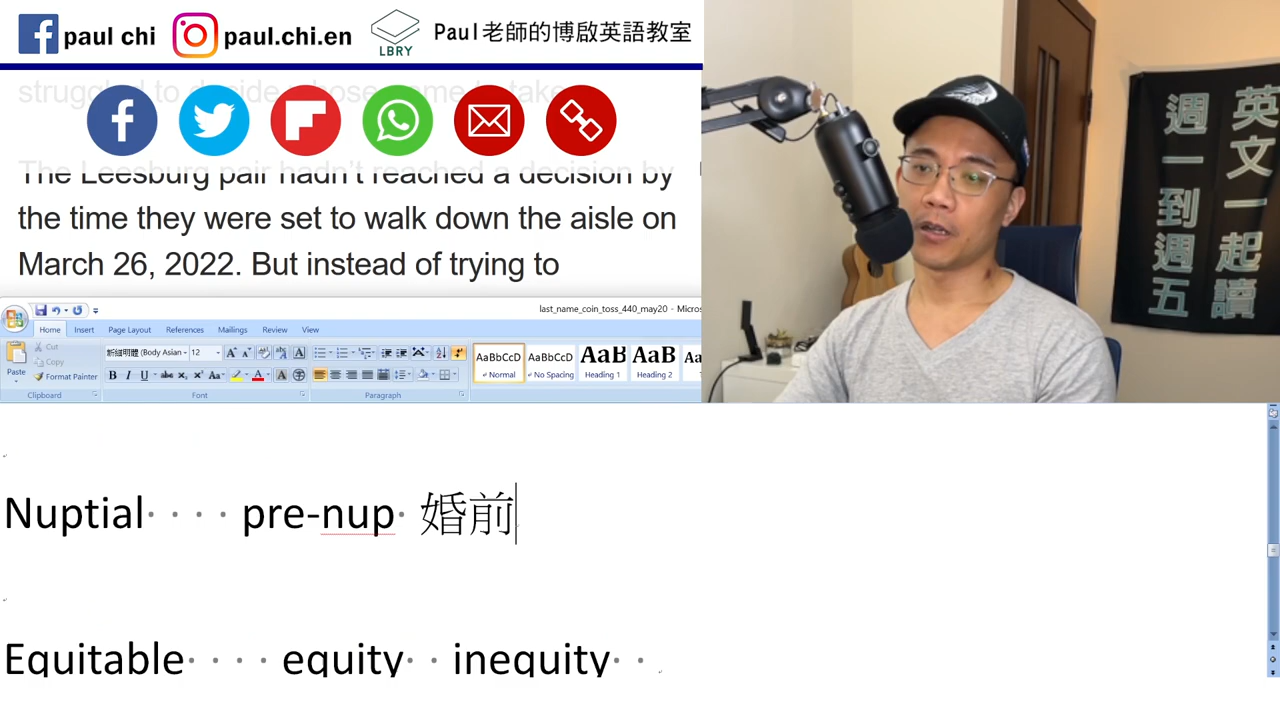 paul chi paul.chi.en LBRY Paul老師的博啟英語教室
The Leesburg pair hadn't reached a decision by
the time they were set to walk down the aisle on
March 26, 2022. But instead of trying to
last_name_coin_toss_440_may20 - Micros
Home Insert Page Layout References Mailings Review View
Paste Cut Copy Format Painter
新細明體 (Body Asian 12
AaBbCcD AaBbCcD AaBb AaBb
Normal No Spacing Heading 1 Heading 2
Clipboard Font Paragraph
英文一起讀
週一到週五
Nuptial pre-nup 婚前
Equitable equity inequity